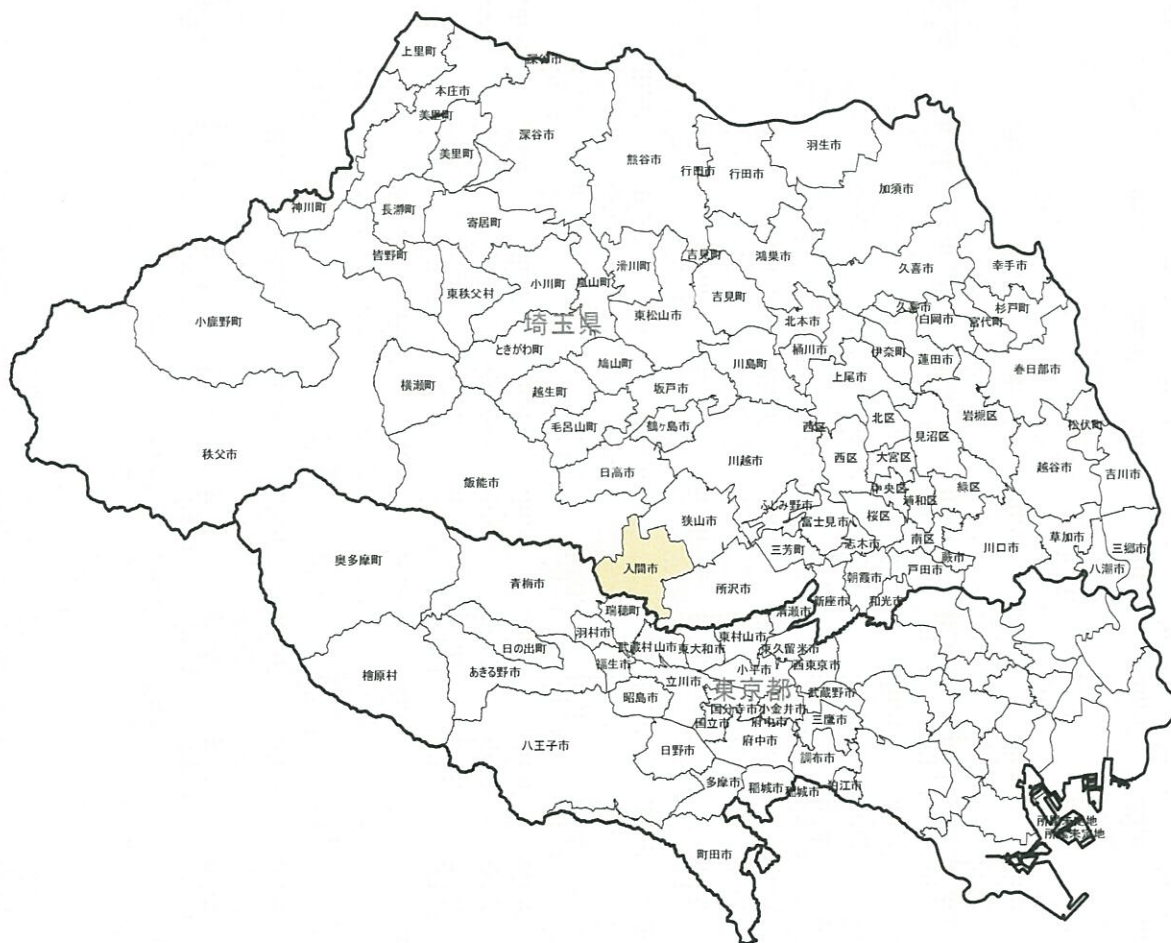 上里町
深谷市
本庄市
美里町
美里町
深谷市
熊谷市
行田市
行田市
羽生市
加須市
神川町
長瀞町
寄居町
皆野町
東秩父村
小川町
嵐山町
滑川町
吉見町
吉見町
鴻巣市
久喜市
幸手市
小鹿野町
埼玉県
東松山市
北本市
久喜市
白岡市
宮代町
杉戸町
ときがわ町
鳩山町
川島町
桶川市
伊奈町
蓮田市
春日部市
横瀬町
越生町
坂戸市
上尾市
毛呂山町
鶴ヶ島市
西区
北区
見沼区
岩槻区
松伏町
秩父市
飯能市
日高市
川越市
西区
大宮区
越谷市
吉川市
中央区
浦和区
緑区
狭山市
ふじみ野市
富士見市
桜区
三芳町
志木市
南区
川口市
草加市
三郷市
蕨市
戸田市
八潮市
奥多摩町
青梅市
入間市
所沢市
朝霞市
新座市
和光市
瑞穂町
清瀬市
羽村市
武蔵村山市
東大和市
東村山市
東久留米市
日の出町
檜原村
あきる野市
福生市
小平市
西東京市
立川市
東京都
昭島市
武蔵野市
国分寺市
小金井市
国立市
府中市
三鷹市
八王子市
日野市
府中市
調布市
多摩市
稲城市
稲城市
狛江市
町田市
所属未定地
所属未定地